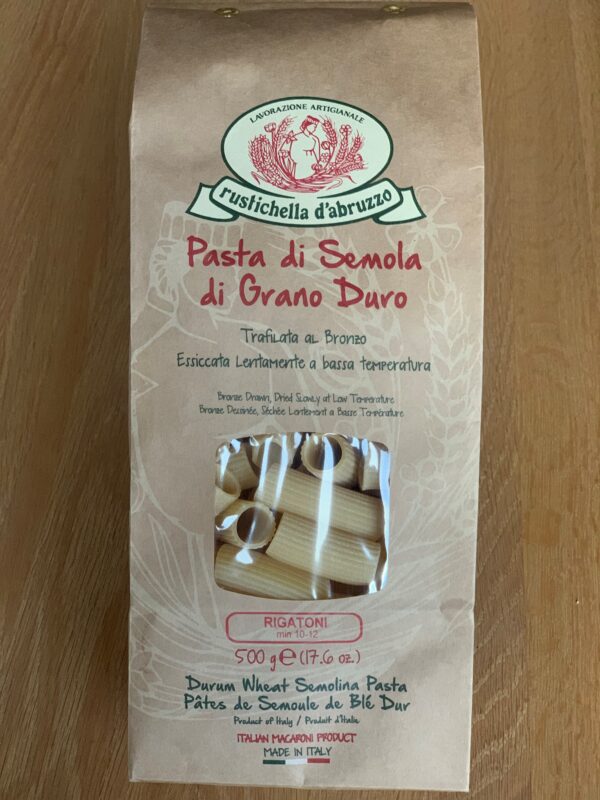 LAVORAZIONE ARTIGIANALE
rustichella d'abruzzo
Pasta di Semola
di Grano Duro
Trafilata al Bronzo
Essiccata Lentamente a bassa temperatura
Bronze Drawn, Dried Slowly at Low Temperature
Bronze Dessinée, Séchée Lentement a Basse Température
RIGATONI
min 10-12
500 g ℮ (17.6 oz.)
Durum Wheat Semolina Pasta
Pâtes de Semoule de Blé Dur
Product of Italy / Produit d'Italie
ITALIAN MACARONI PRODUCT
MADE IN ITALY